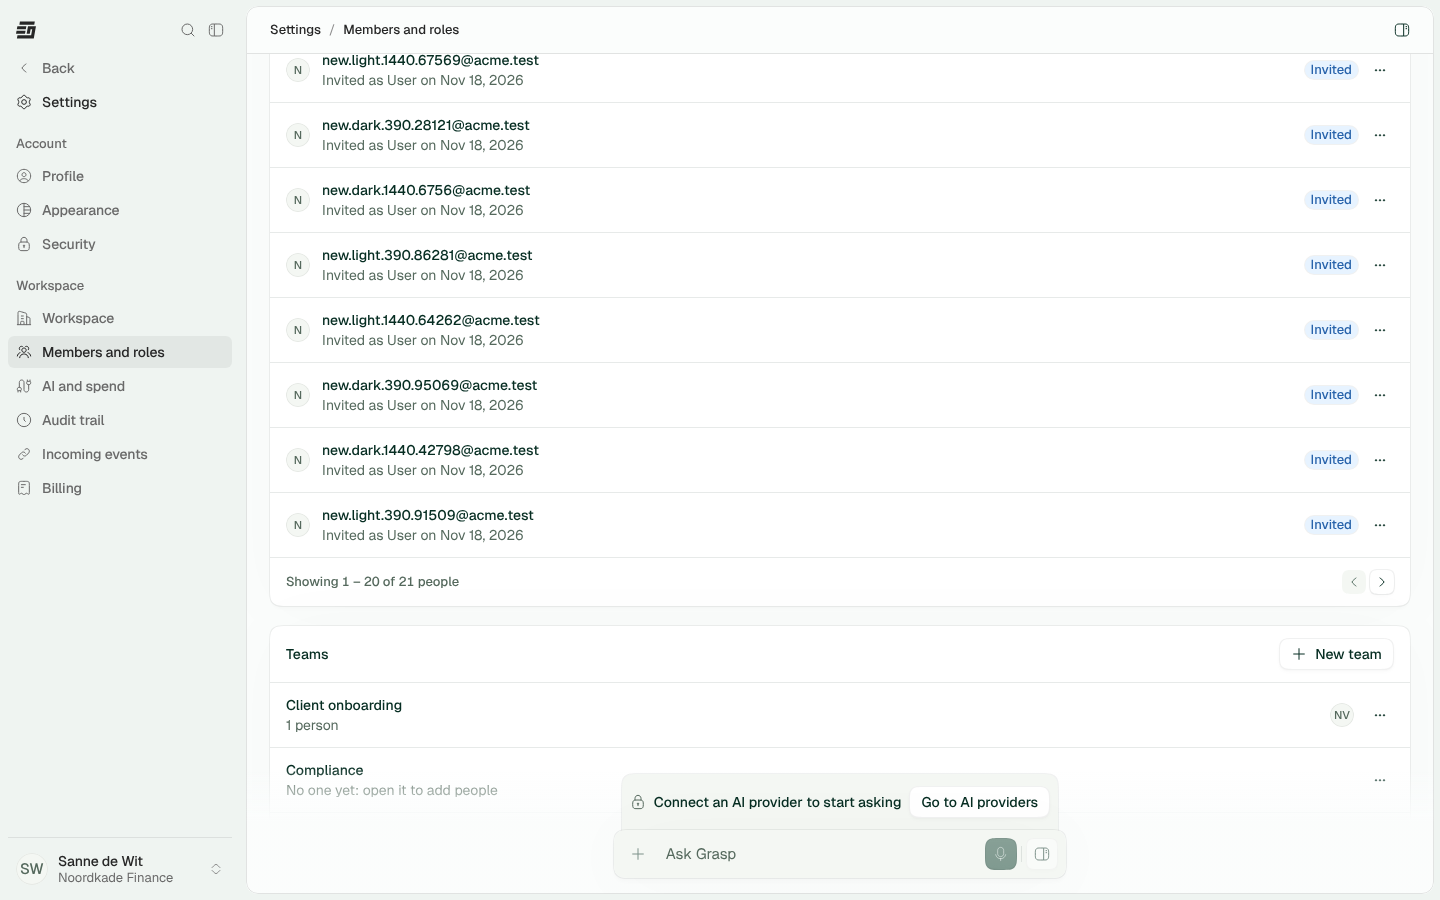 Back
Settings
Account
Profile
Appearance
Security
Workspace
Workspace
Members and roles
AI and spend
Audit trail
Incoming events
Billing
SW
Sanne de Wit
Noordkade Finance
Settings / Members and roles
N
new.light.1440.67569@acme.test
Invited as User on Nov 18, 2026
Invited
N
new.dark.390.28121@acme.test
Invited as User on Nov 18, 2026
Invited
N
new.dark.1440.6756@acme.test
Invited as User on Nov 18, 2026
Invited
N
new.light.390.86281@acme.test
Invited as User on Nov 18, 2026
Invited
N
new.light.1440.64262@acme.test
Invited as User on Nov 18, 2026
Invited
N
new.dark.390.95069@acme.test
Invited as User on Nov 18, 2026
Invited
N
new.dark.1440.42798@acme.test
Invited as User on Nov 18, 2026
Invited
N
new.light.390.91509@acme.test
Invited as User on Nov 18, 2026
Invited
Showing 1 – 20 of 21 people
Teams
New team
Client onboarding
1 person
NV
Compliance
No one yet: open it to add people
Connect an AI provider to start asking
Go to AI providers
Ask Grasp